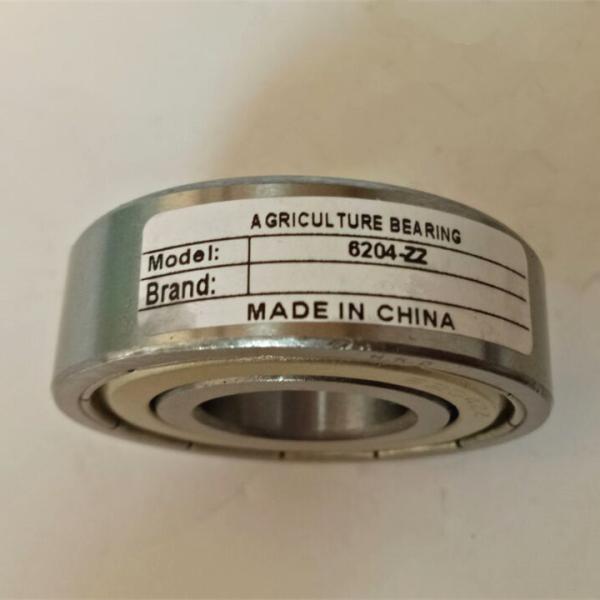 AGRICULTURE BEARING
Model: 6204-ZZ
Brand:
MADE IN CHINA